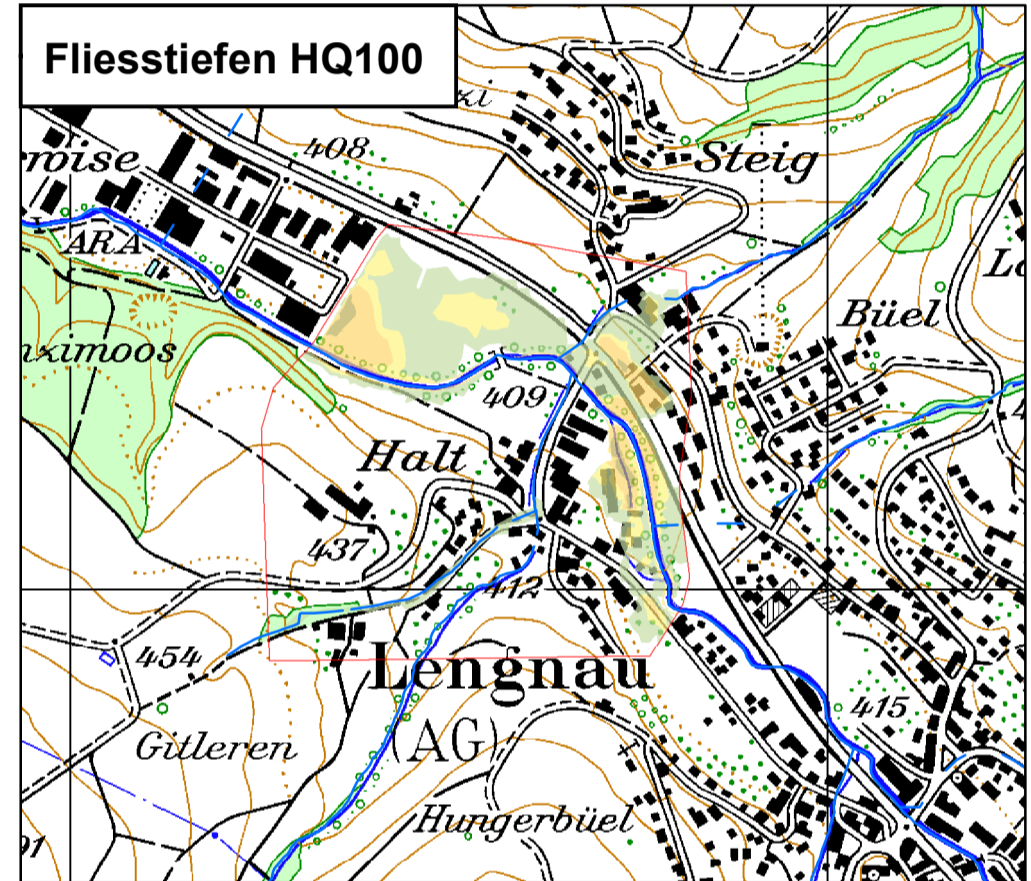 Fliesstiefen HQ100
408
Steig
ARA
Büel
409
Halt
437
412
454
Lengnau
(AG)
415
Gitleren
Hungerbüel